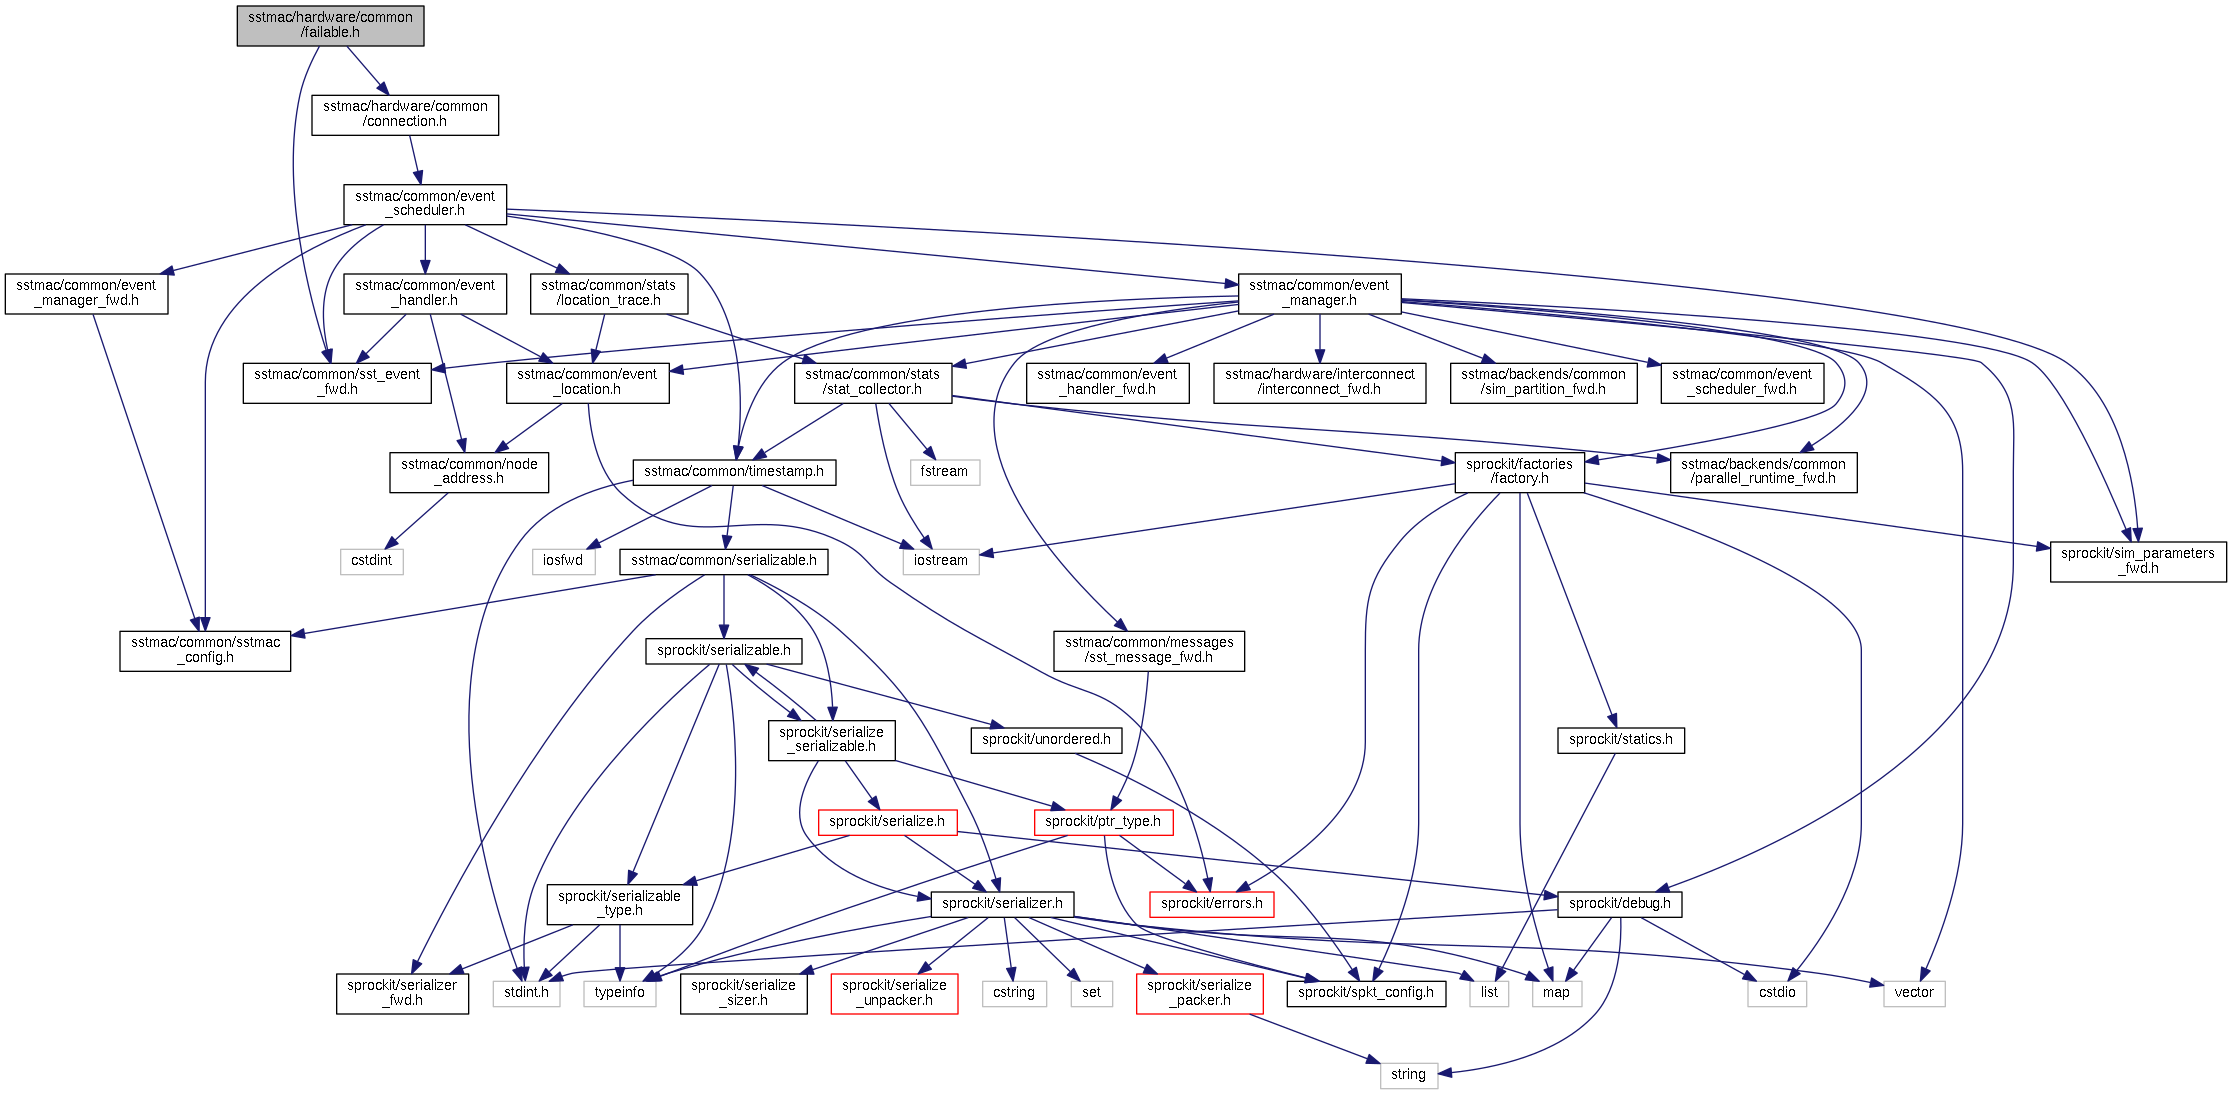 sstmac/hardware/common
/failable.h
sstmac/hardware/common
/connection.h
sstmac/common/event
_scheduler.h
sstmac/common/event
_manager_fwd.h
sstmac/common/event
_handler.h
sstmac/common/stats
/location_trace.h
sstmac/common/event
_manager.h
sstmac/common/sst_event
_fwd.h
sstmac/common/event
_location.h
sstmac/common/stats
/stat_collector.h
sstmac/common/event
_handler_fwd.h
sstmac/hardware/interconnect
/interconnect_fwd.h
sstmac/backends/common
/sim_partition_fwd.h
sstmac/common/event
_scheduler_fwd.h
sstmac/common/node
_address.h
sstmac/common/timestamp.h
fstream
sprockit/factories
/factory.h
sstmac/backends/common
/parallel_runtime_fwd.h
cstdint
iosfwd
sstmac/common/serializable.h
iostream
sprockit/sim_parameters
_fwd.h
sstmac/common/sstmac
_config.h
sprockit/serializable.h
sstmac/common/messages
/sst_message_fwd.h
sprockit/serialize
_serializable.h
sprockit/unordered.h
sprockit/statics.h
sprockit/serialize.h
sprockit/ptr_type.h
sprockit/serializable
_type.h
sprockit/serializer.h
sprockit/errors.h
sprockit/debug.h
sprockit/serializer
_fwd.h
stdint.h
typeinfo
sprockit/serialize
_sizer.h
sprockit/serialize
_unpacker.h
cstring
set
sprockit/serialize
_packer.h
sprockit/spkt_config.h
list
map
cstdio
vector
string